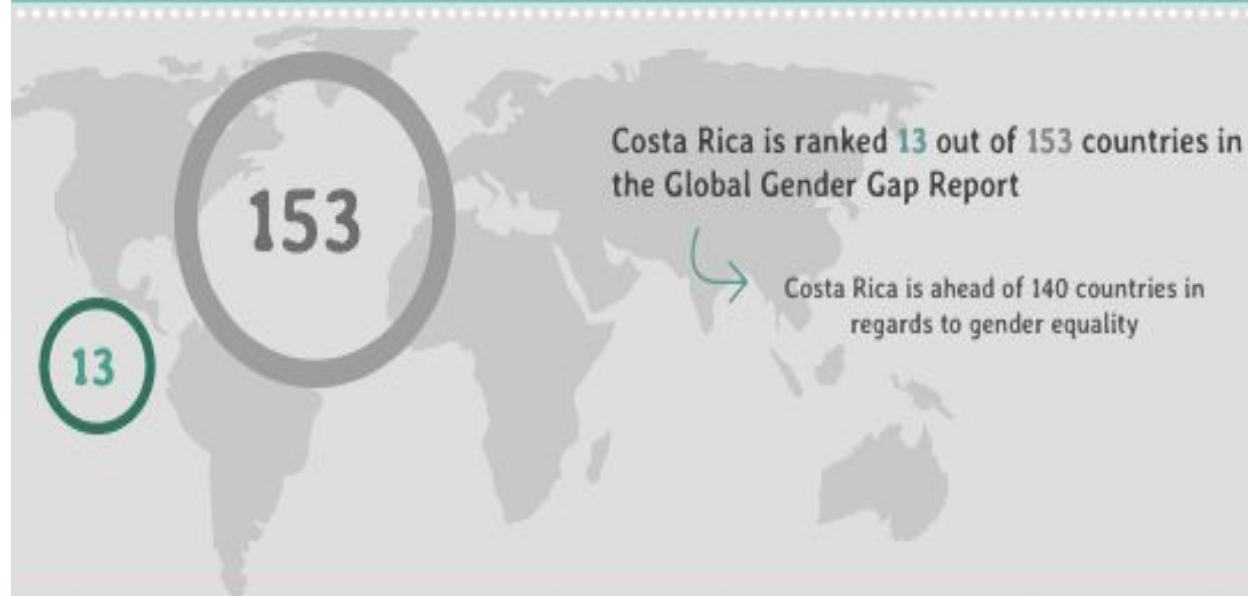 153
13
Costa Rica is ranked 13 out of 153 countries in
the Global Gender Gap Report
Costa Rica is ahead of 140 countries in
regards to gender equality